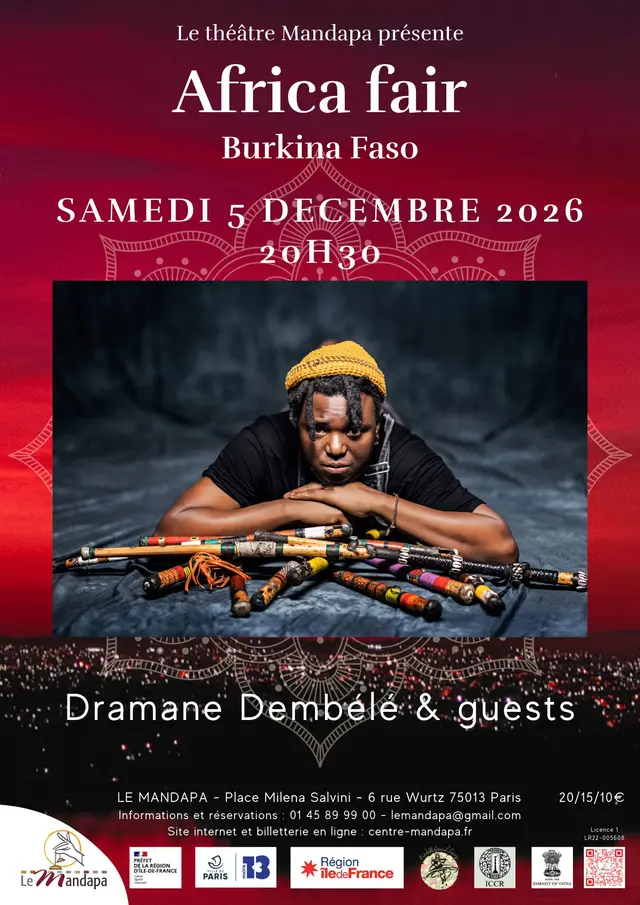 Le théâtre Mandapa présente
Africa fair
Burkina Faso
SAMEDI 5 DECEMBRE 2026
20H30
Dramane Dembélé & guests
LE MANDAPA - Place Milena Salvini - 6 rue Wurtz 75013 Paris 20/15/10€
Informations et réservations : 01 45 89 99 00 - lemandapa@gmail.com
Site internet et billetterie en ligne : centre-mandapa.fr
Licence 1
LR22-005608
Le Mandapa
PRÉFET
DE LA RÉGION
D'ÎLE-DE-FRANCE
VILLE DE
PARIS
13
Région
îledeFrance
ICCR
EMBASSY OF INDIA